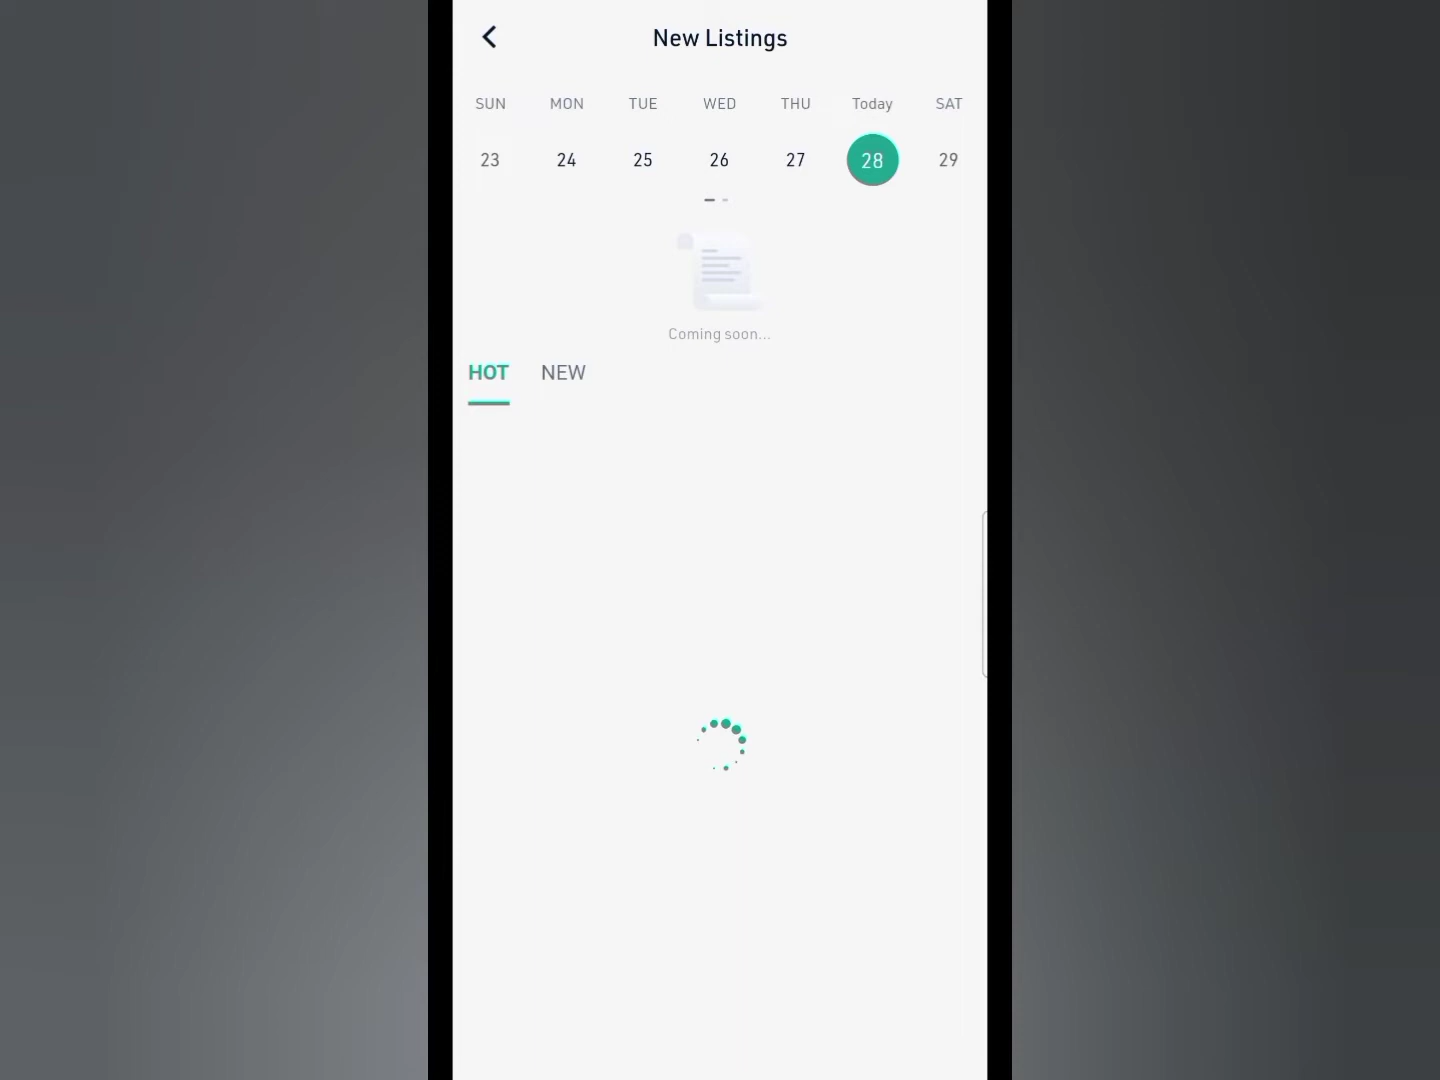 New Listings
SUN MON TUE WED THU Today SAT
23 24 25 26 27 28 29
Coming soon...
HOT NEW